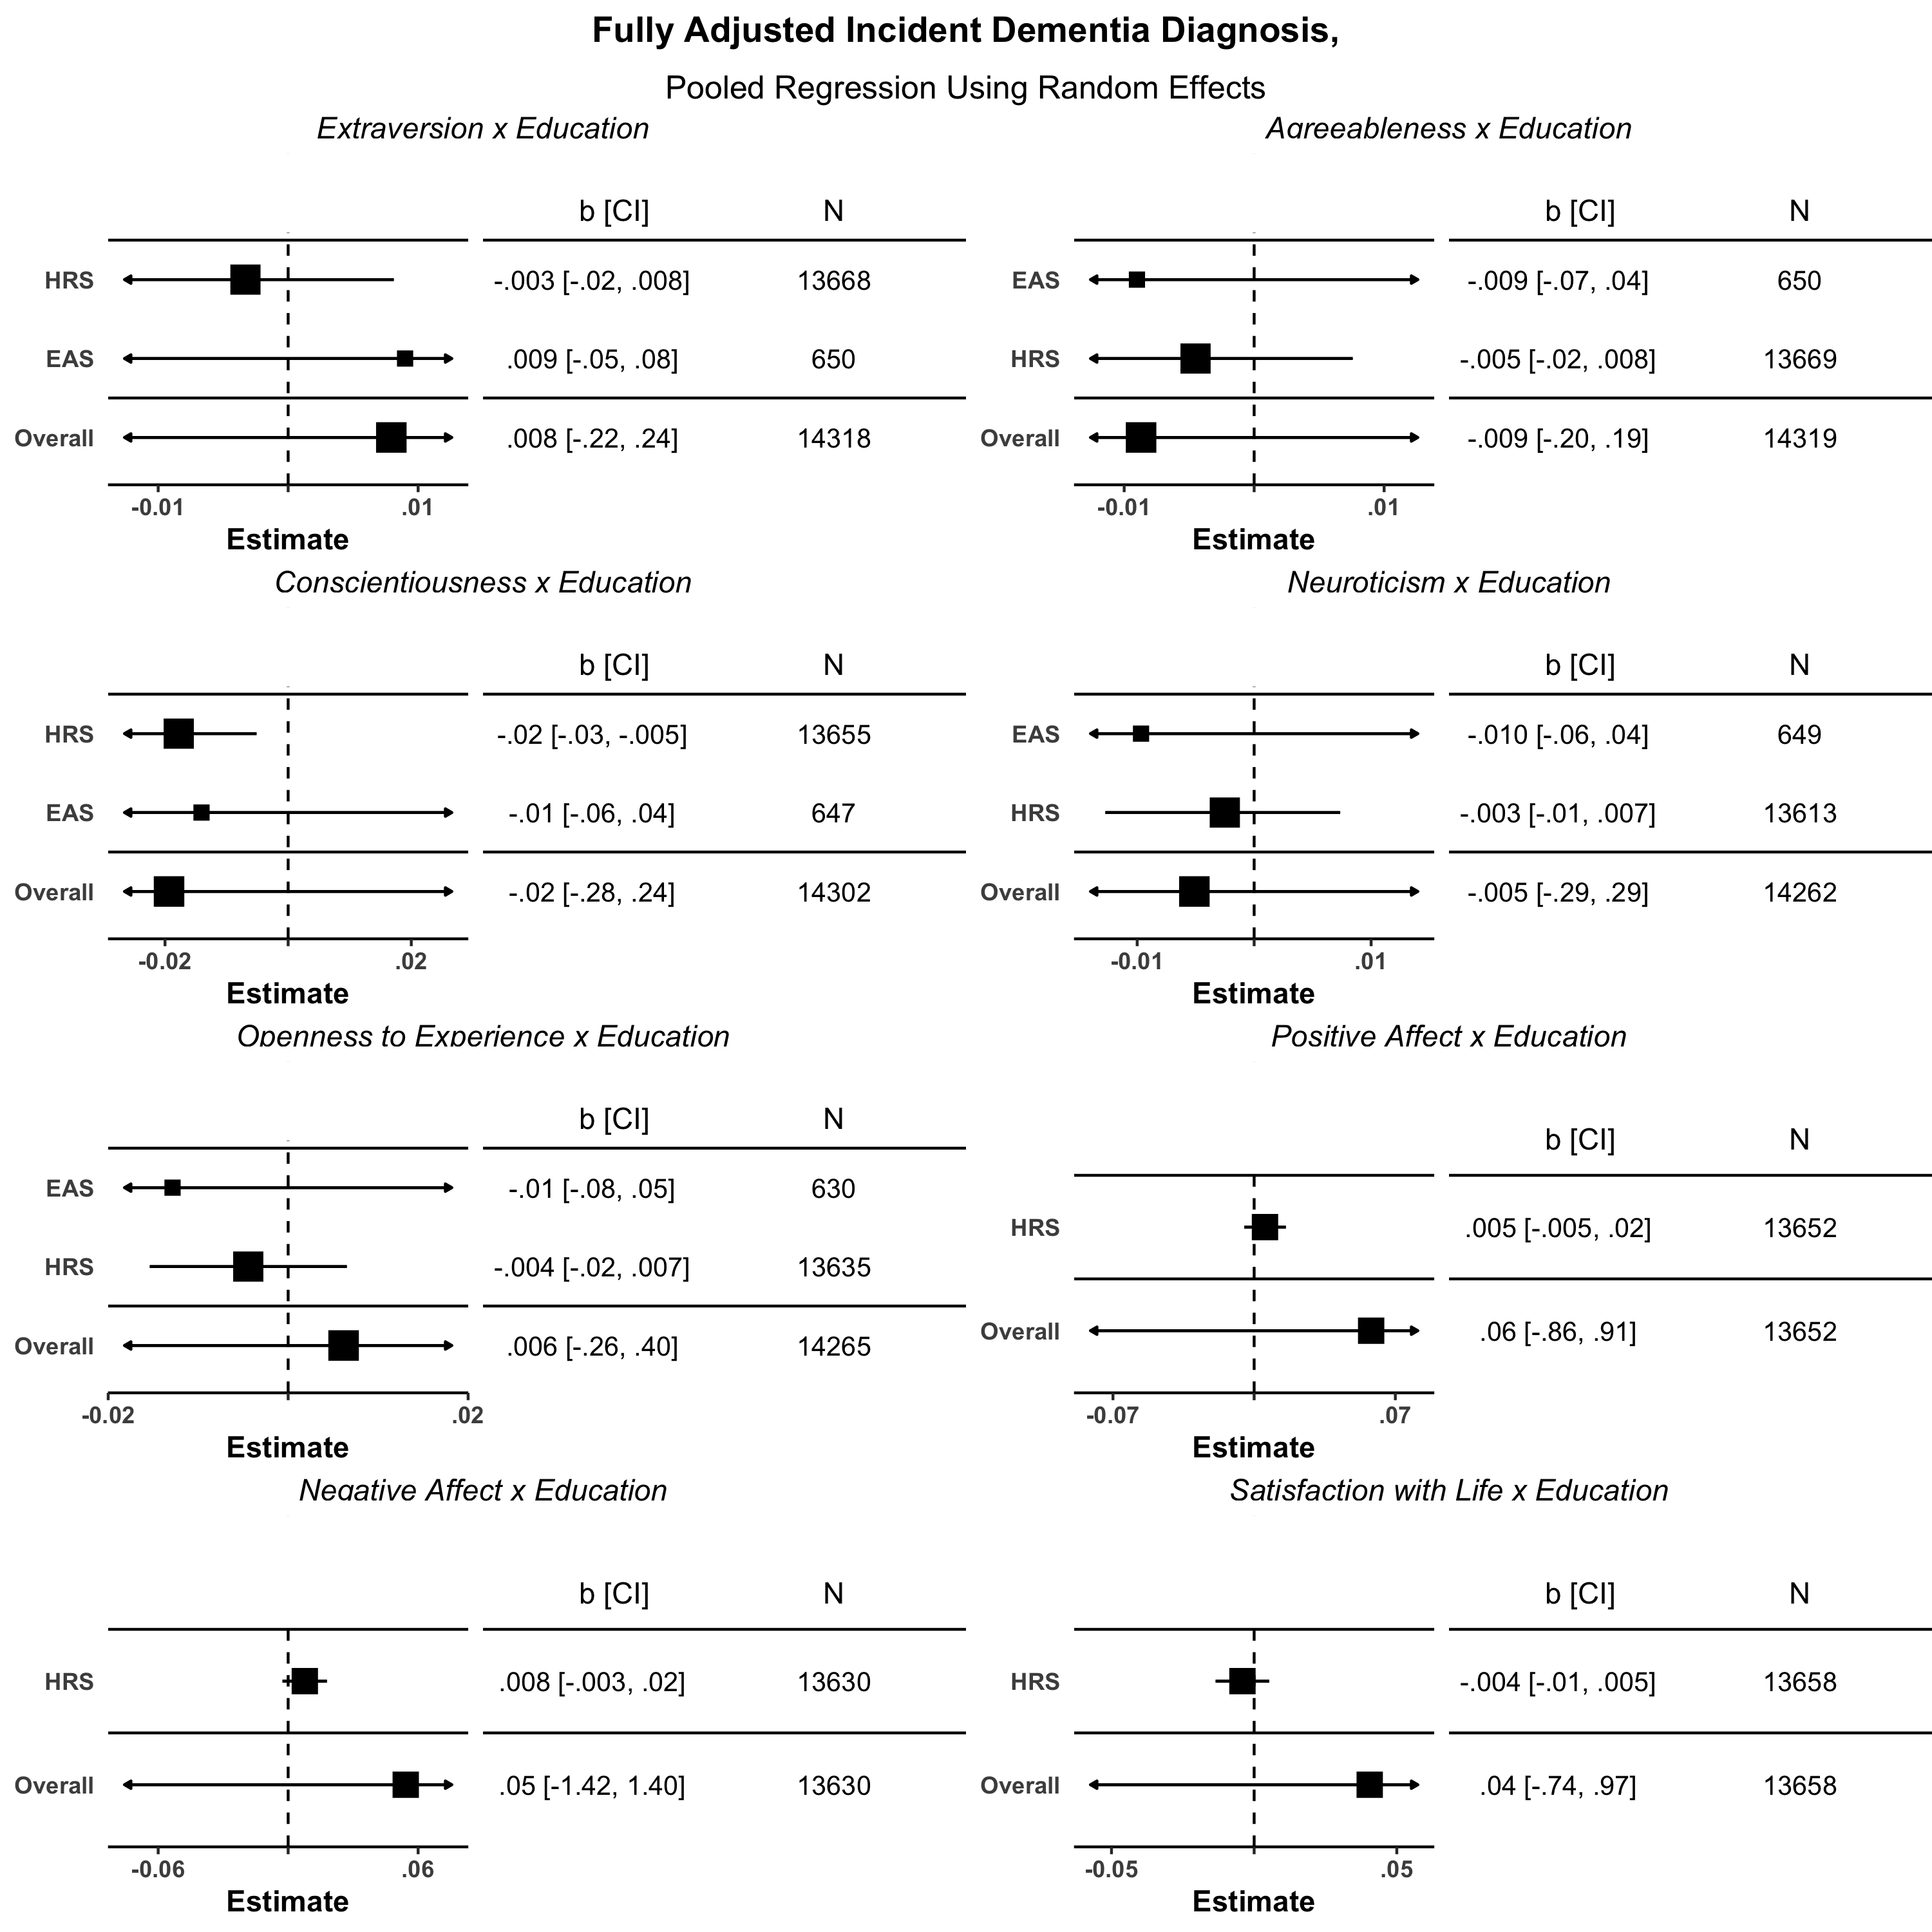 Fully Adjusted Incident Dementia Diagnosis,
Pooled Regression Using Random Effects
Extraversion x Education
b [CI] N
HRS -.003 [-.02, .008] 13668
EAS .009 [-.05, .08] 650
Overall .008 [-.22, .24] 14318
-0.01 .01
Estimate
Agreeableness x Education
b [CI] N
EAS -.009 [-.07, .04] 650
HRS -.005 [-.02, .008] 13669
Overall -.009 [-.20, .19] 14319
-0.01 .01
Estimate
Conscientiousness x Education
b [CI] N
HRS -.02 [-.03, -.005] 13655
EAS -.01 [-.06, .04] 647
Overall -.02 [-.28, .24] 14302
-0.02 .02
Estimate
Neuroticism x Education
b [CI] N
EAS -.010 [-.06, .04] 649
HRS -.003 [-.01, .007] 13613
Overall -.005 [-.29, .29] 14262
-0.01 .01
Estimate
Openness to Experience x Education
b [CI] N
EAS -.01 [-.08, .05] 630
HRS -.004 [-.02, .007] 13635
Overall .006 [-.26, .40] 14265
-0.02 .02
Estimate
Positive Affect x Education
b [CI] N
HRS .005 [-.005, .02] 13652
Overall .06 [-.86, .91] 13652
-0.07 .07
Estimate
Negative Affect x Education
b [CI] N
HRS .008 [-.003, .02] 13630
Overall .05 [-1.42, 1.40] 13630
-0.06 .06
Estimate
Satisfaction with Life x Education
b [CI] N
HRS -.004 [-.01, .005] 13658
Overall .04 [-.74, .97] 13658
-0.05 .05
Estimate